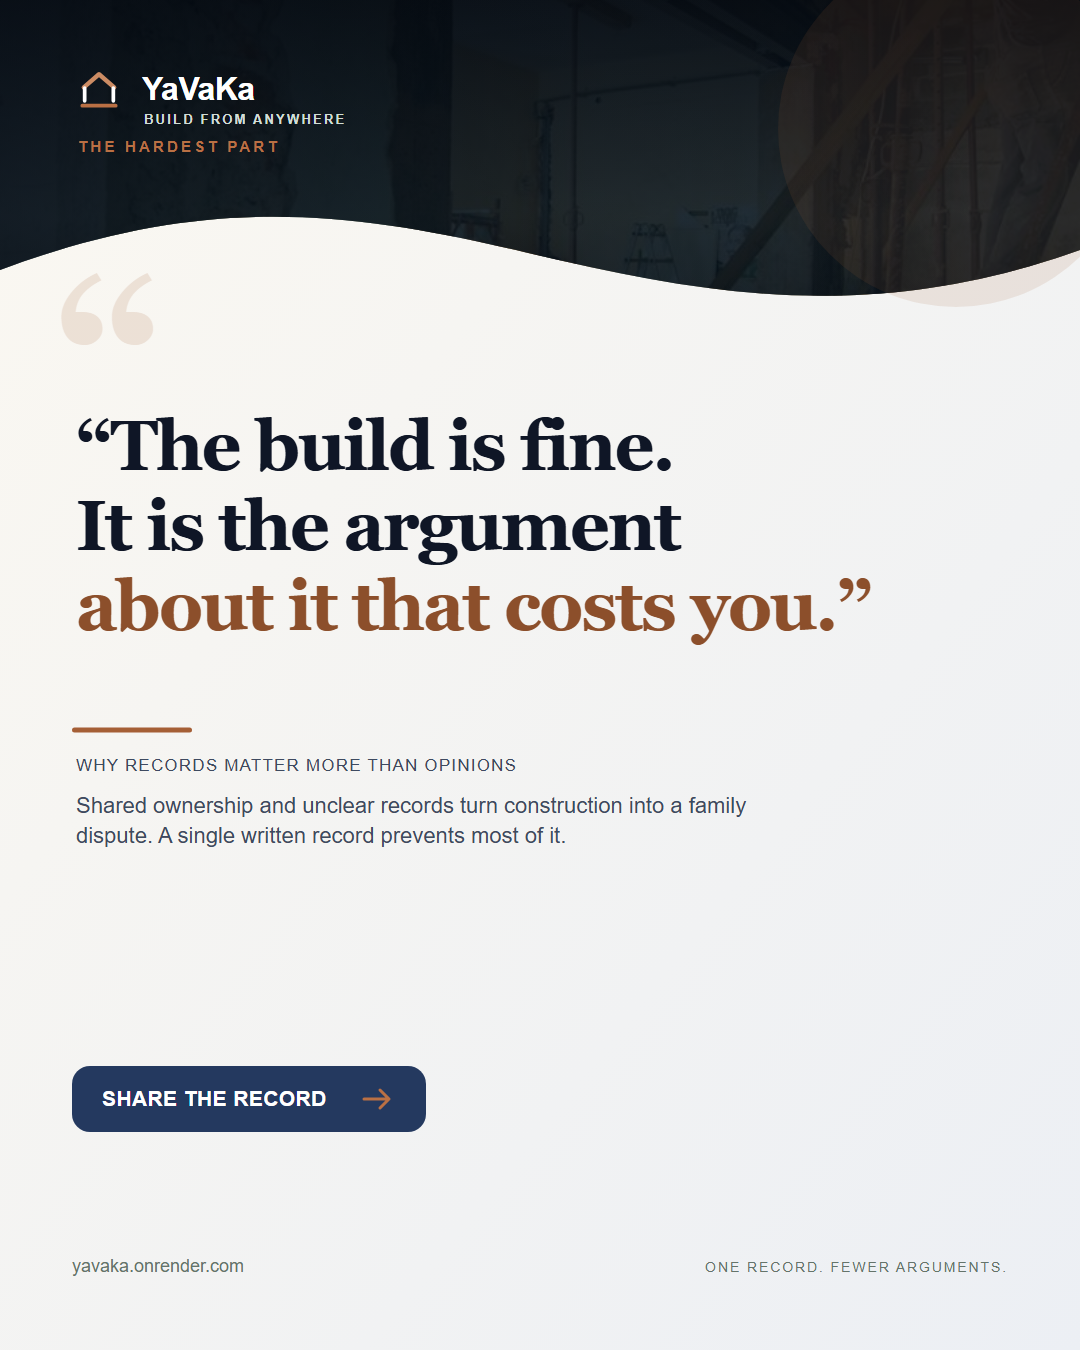 YaVaKa
BUILD FROM ANYWHERE
THE HARDEST PART
“
“The build is fine.
It is the argument
about it that costs you.”
WHY RECORDS MATTER MORE THAN OPINIONS
Shared ownership and unclear records turn construction into a family
dispute. A single written record prevents most of it.
SHARE THE RECORD →
yavaka.onrender.com
ONE RECORD. FEWER ARGUMENTS.